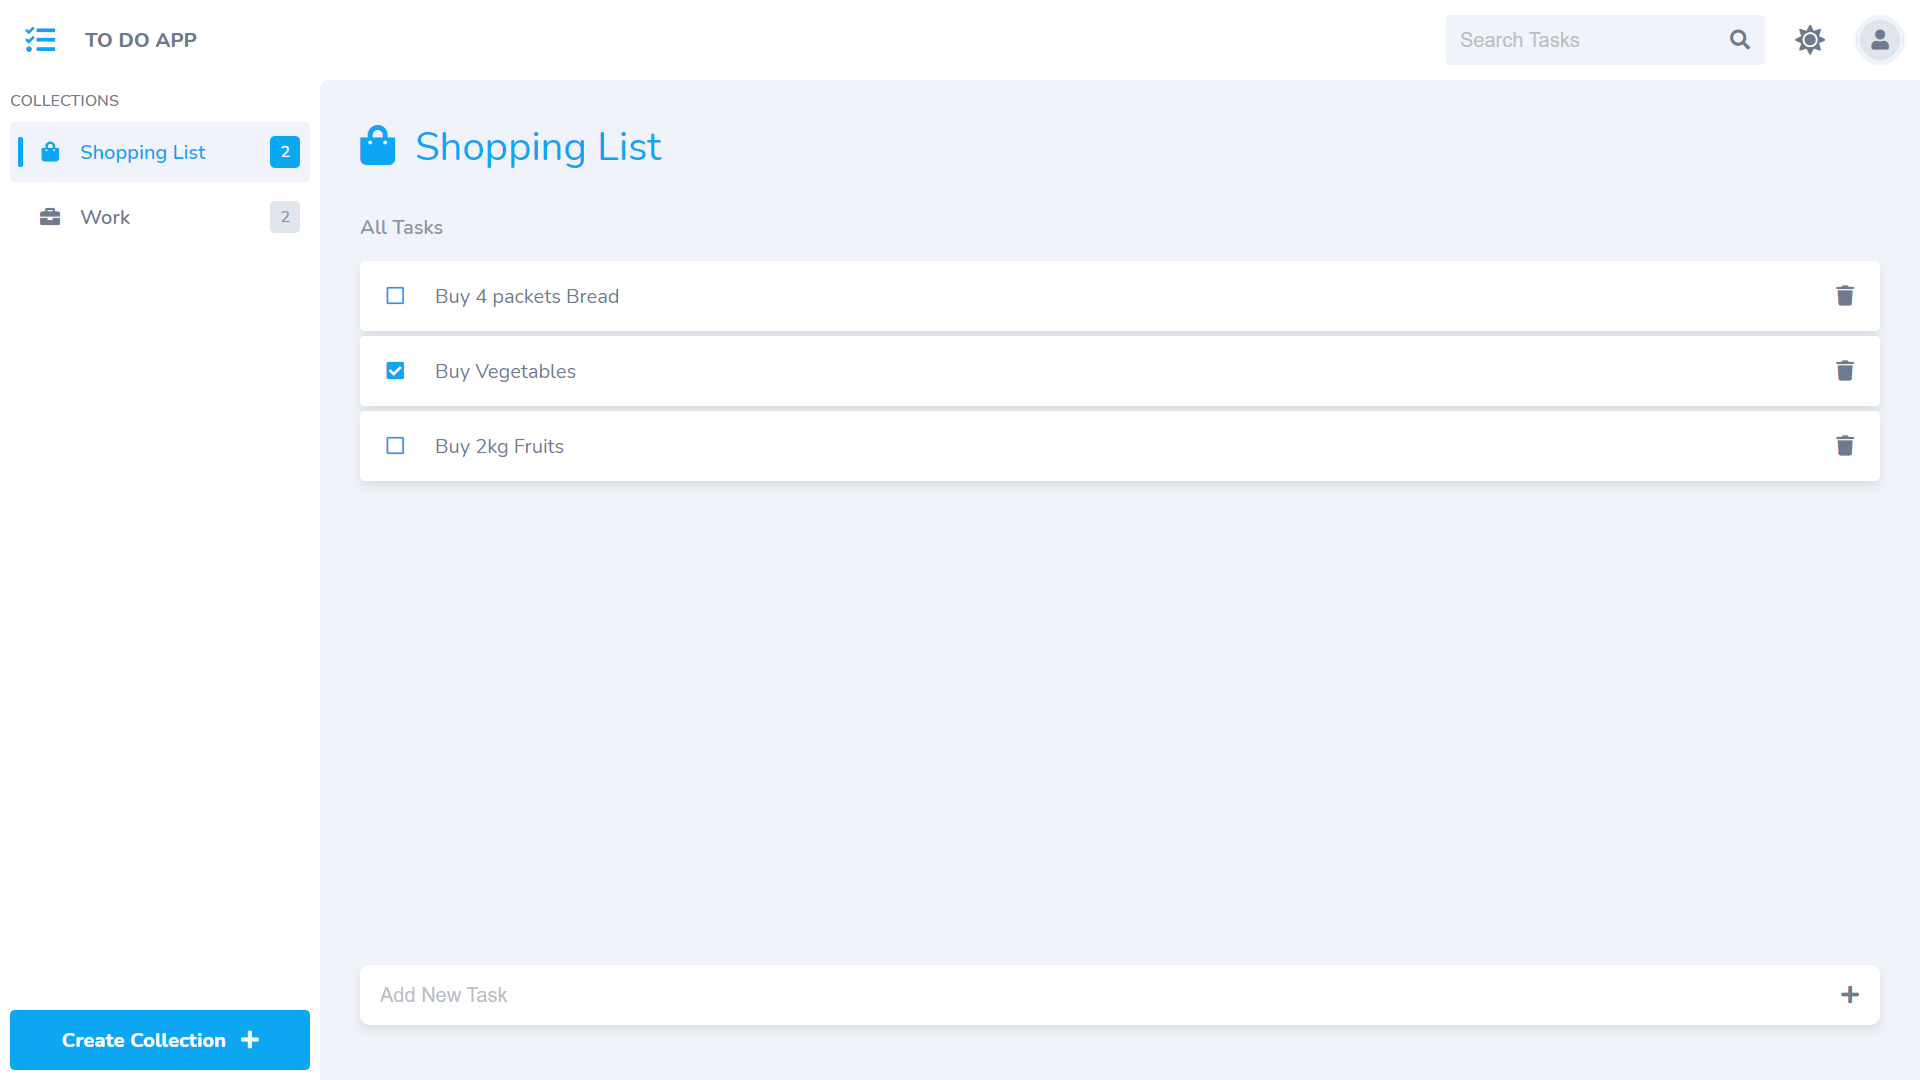 TO DO APP
Search Tasks
COLLECTIONS
Shopping List 2
Work 2
Create Collection
Shopping List
All Tasks
Buy 4 packets Bread
Buy Vegetables
Buy 2kg Fruits
Add New Task